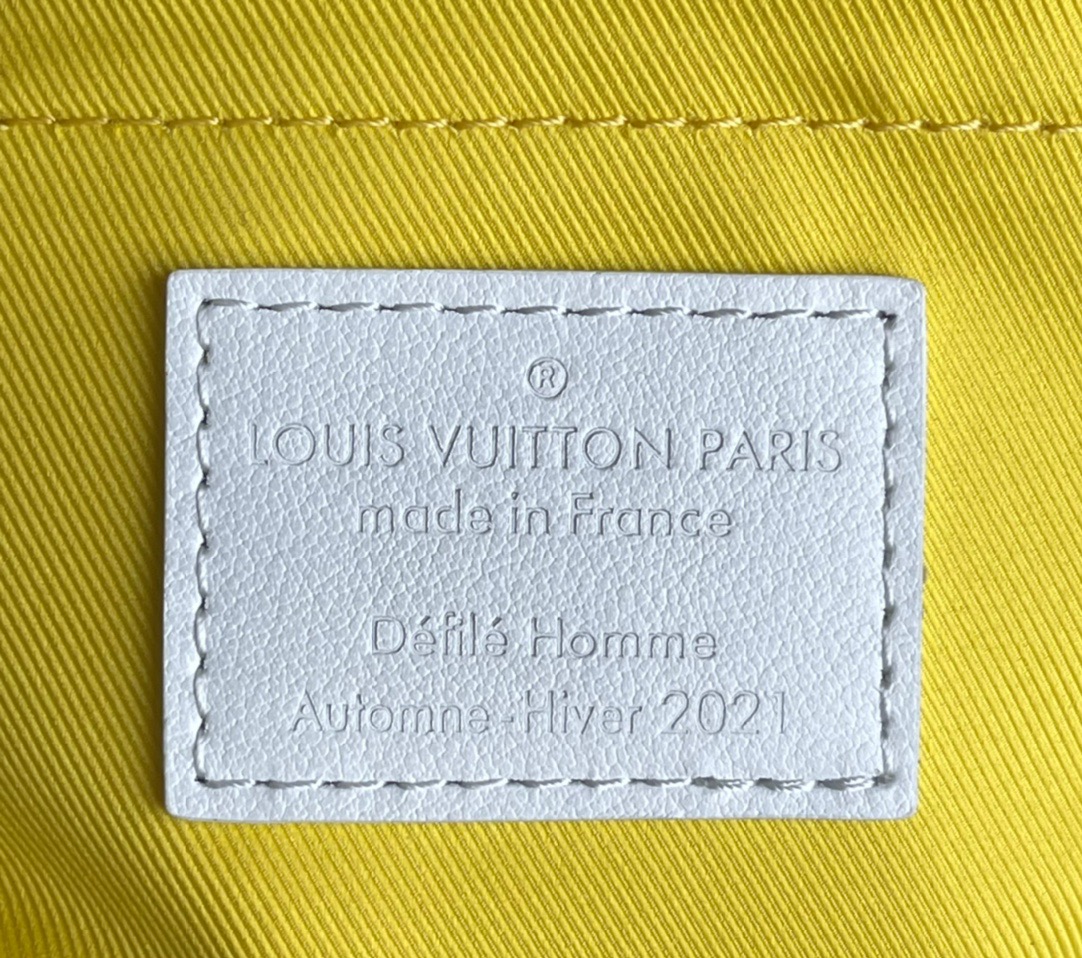 ®
LOUIS VUITTON PARIS
made in France
Défilé Homme
Automne-Hiver 2021